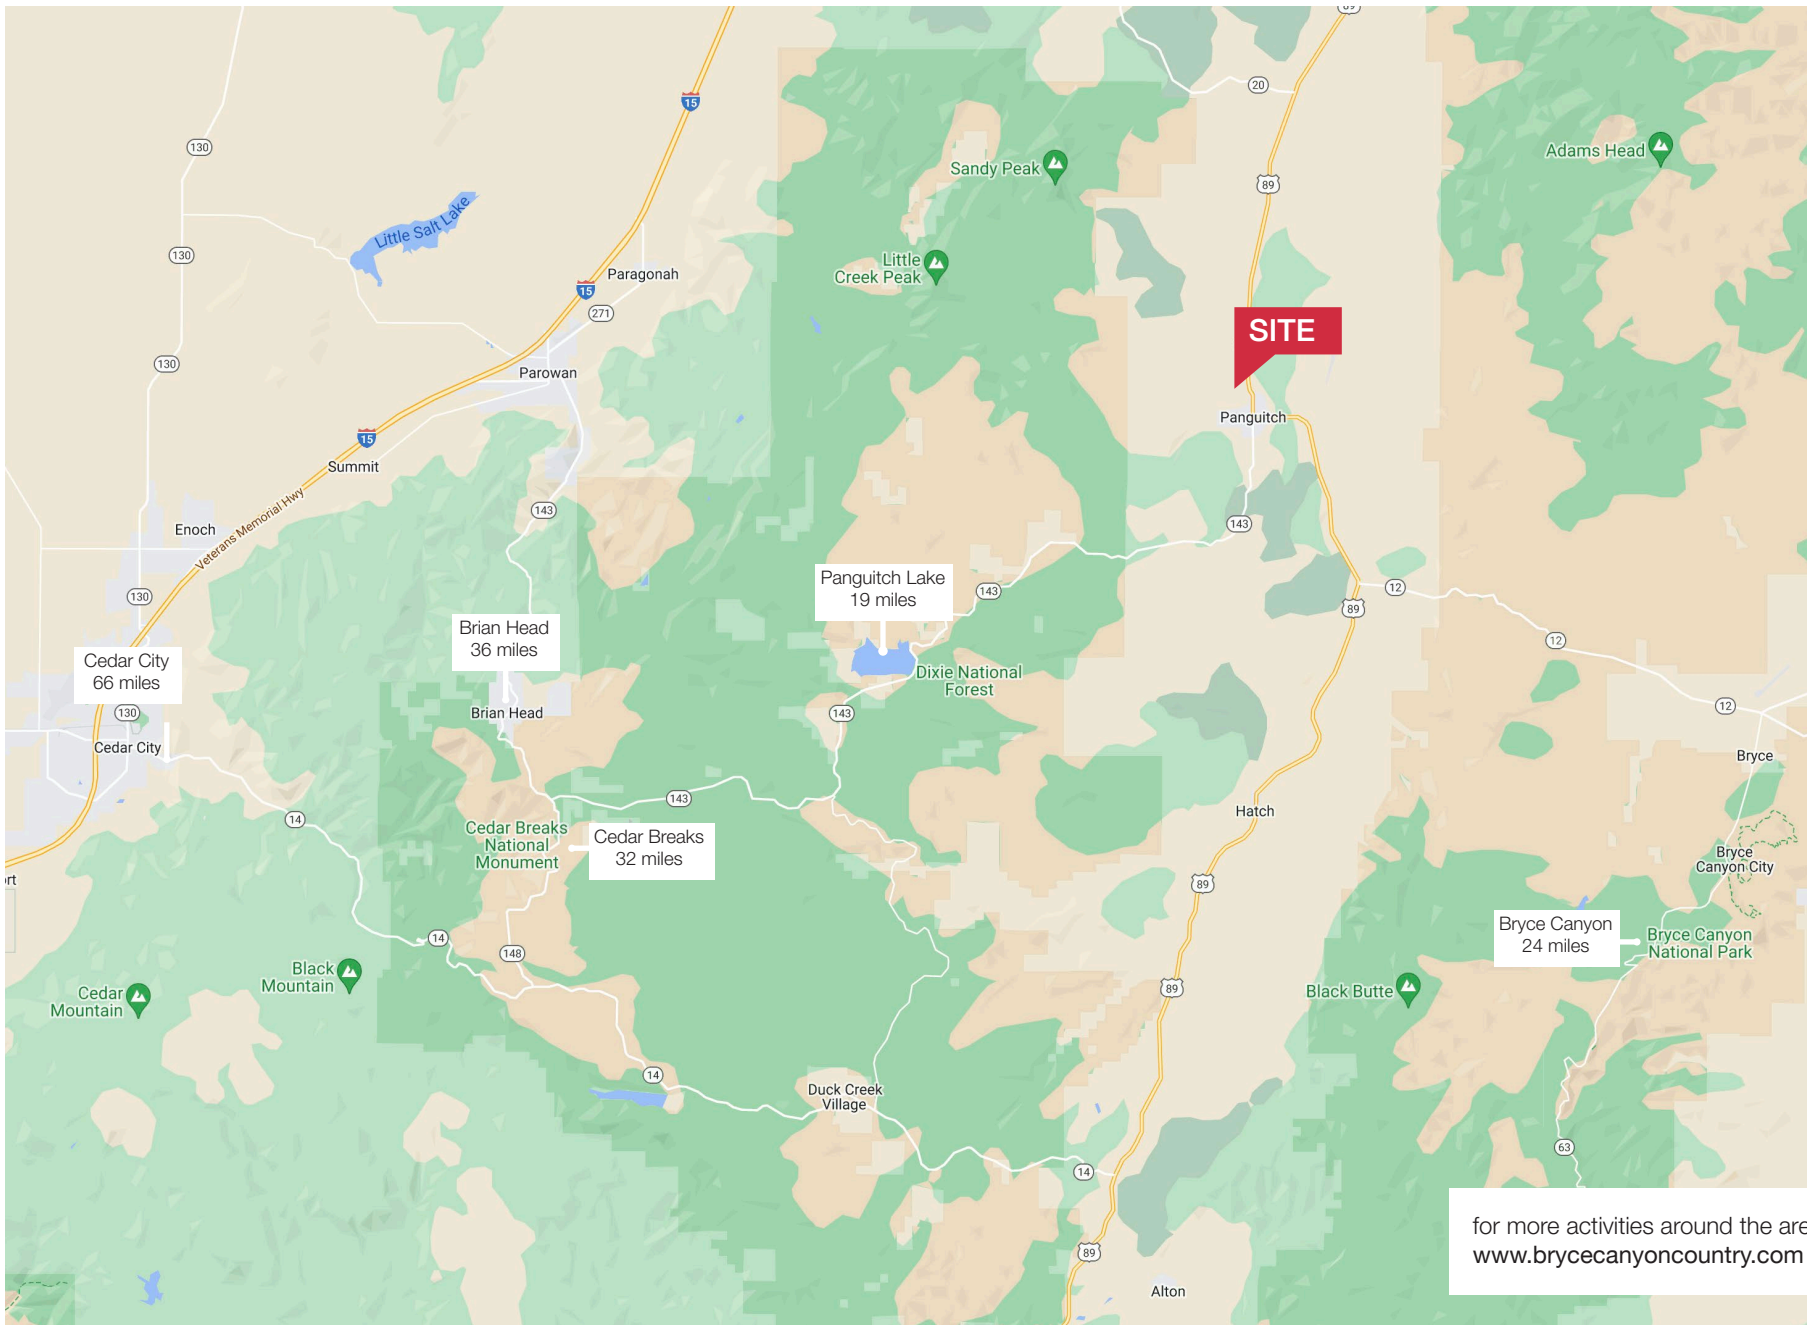 89
20
15
130
Sandy Peak
Adams Head
89
Little Salt Lake
130
Little
Creek Peak
Paragonah
15
271
SITE
130
Parowan
Panguitch
15
Summit
143
143
Enoch
Veterans Memorial Hwy
Panguitch Lake
19 miles
143
12
130
89
Brian Head
36 miles
12
Cedar City
66 miles
Dixie National
Forest
130
Brian Head
143
12
Cedar City
Bryce
143
14
Hatch
Cedar Breaks
National
Monument
Cedar Breaks
32 miles
Bryce
Canyon City
rt
89
Bryce Canyon
24 miles
Bryce Canyon
National Park
14
148
Black
Mountain
Cedar
Mountain
89
Black Butte
14
Duck Creek
Village
63
14
for more activities around the are
www.brycecanyoncountry.com
89
Alton